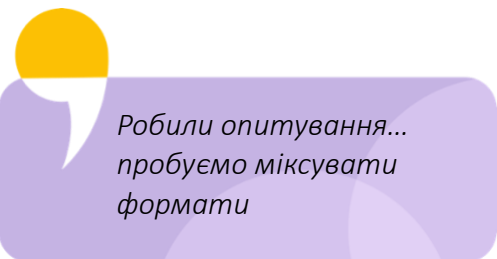 Робили опитування...
пробуємо міксувати
формати